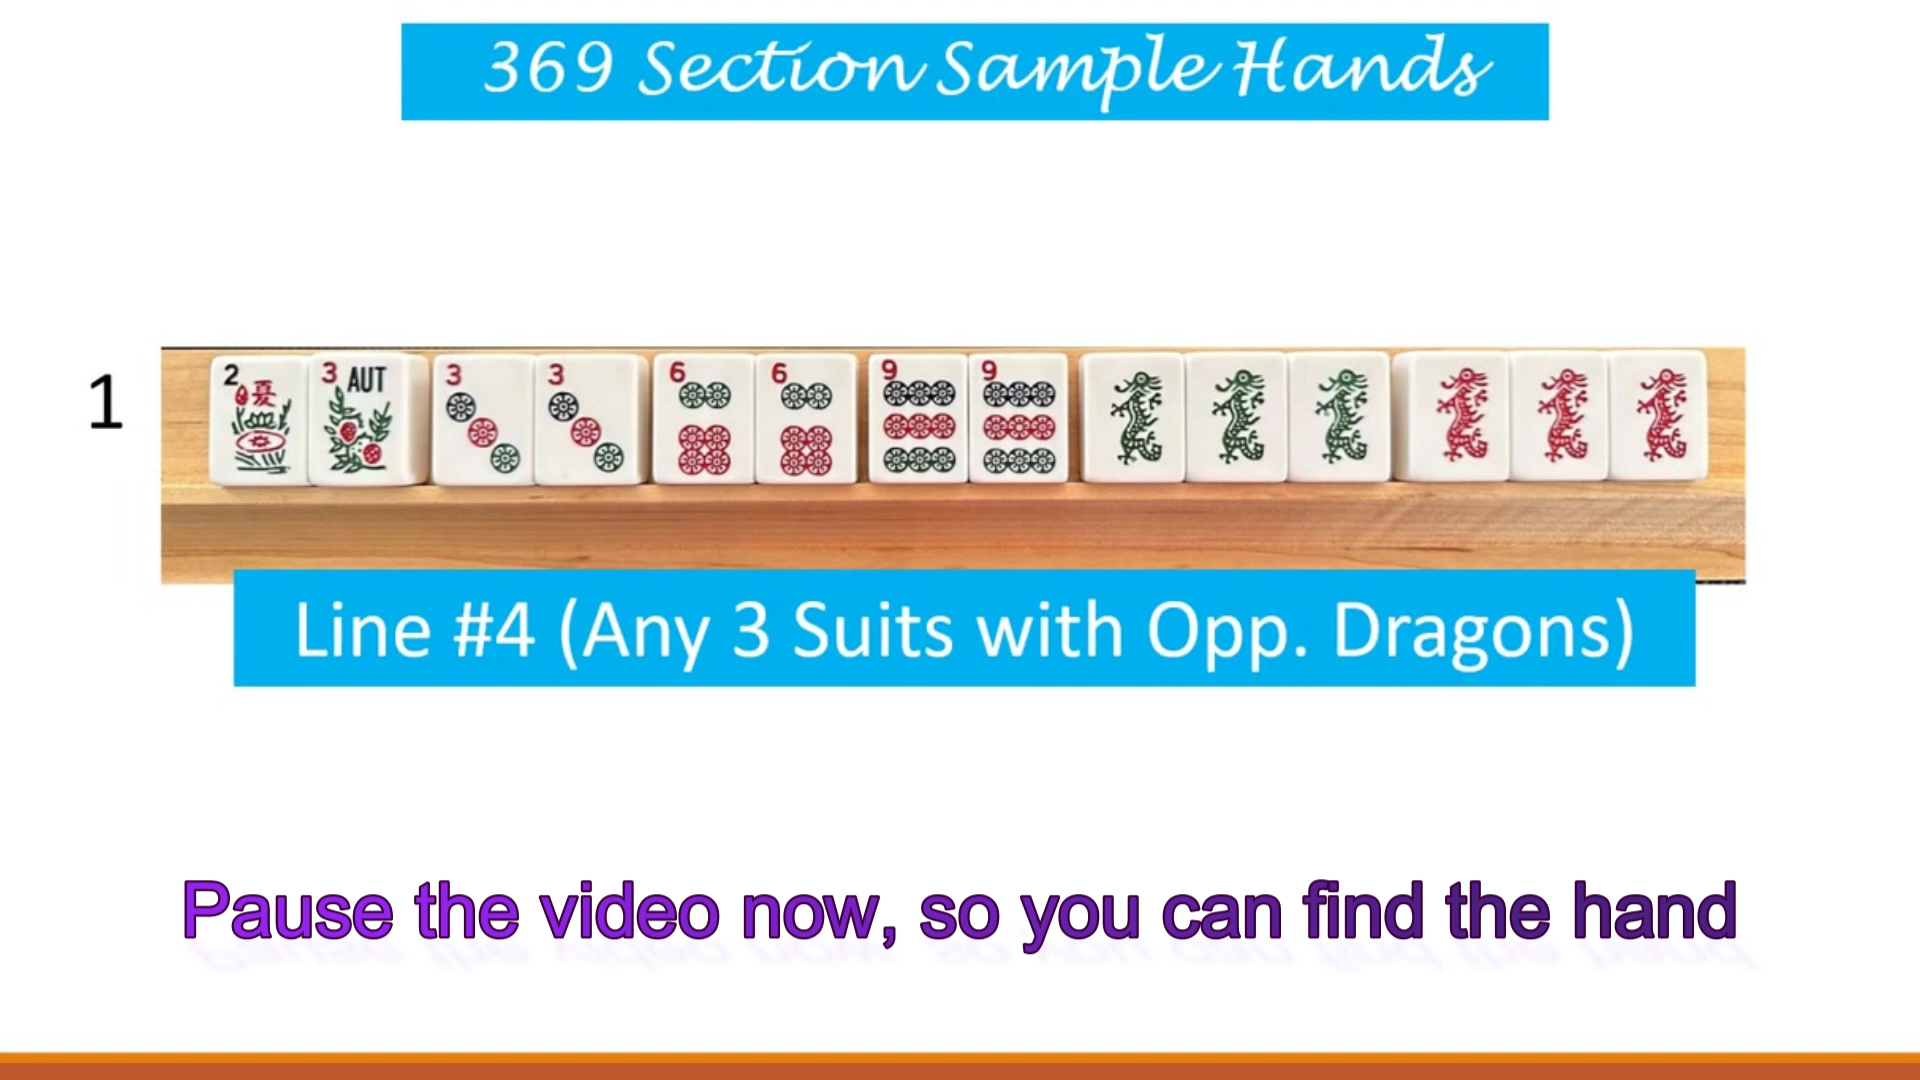 369 Section Sample Hands
1
2 夏 3 AUT 3 3 6 6 9 9
Line #4 (Any 3 Suits with Opp. Dragons)
Pause the video now, so you can find the hand